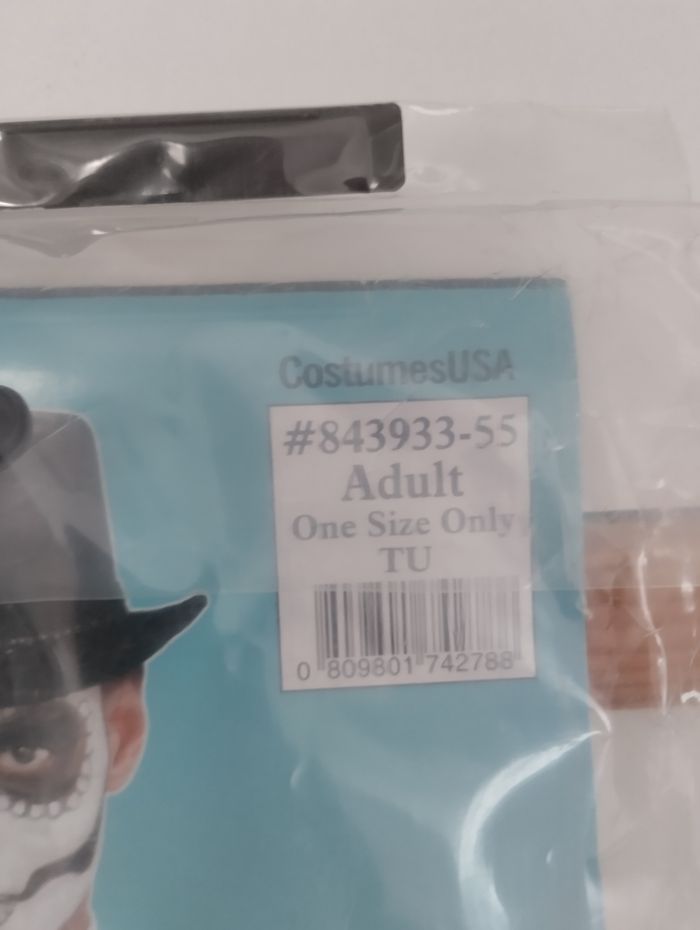 CostumesUSA
#843933-55
Adult
One Size Only
TU
0 809801 742788